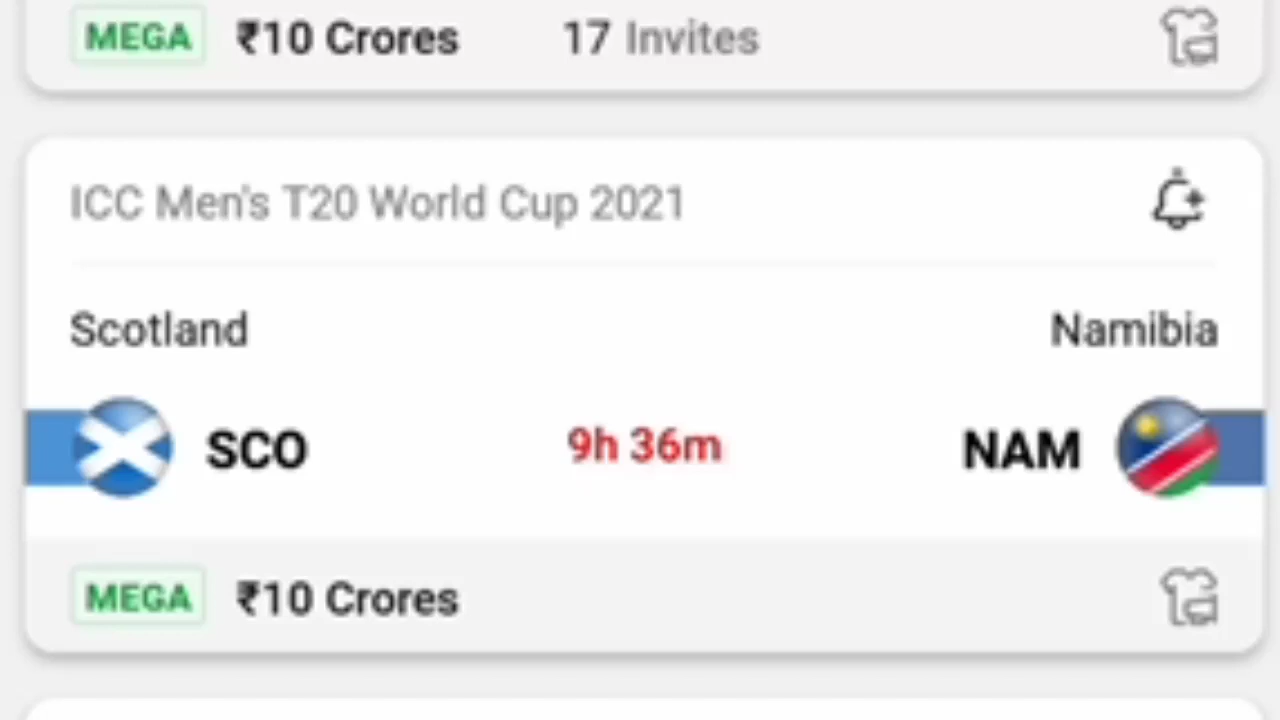 MEGA ₹10 Crores 17 Invites
ICC Men's T20 World Cup 2021
Scotland Namibia
SCO 9h 36m NAM
MEGA ₹10 Crores